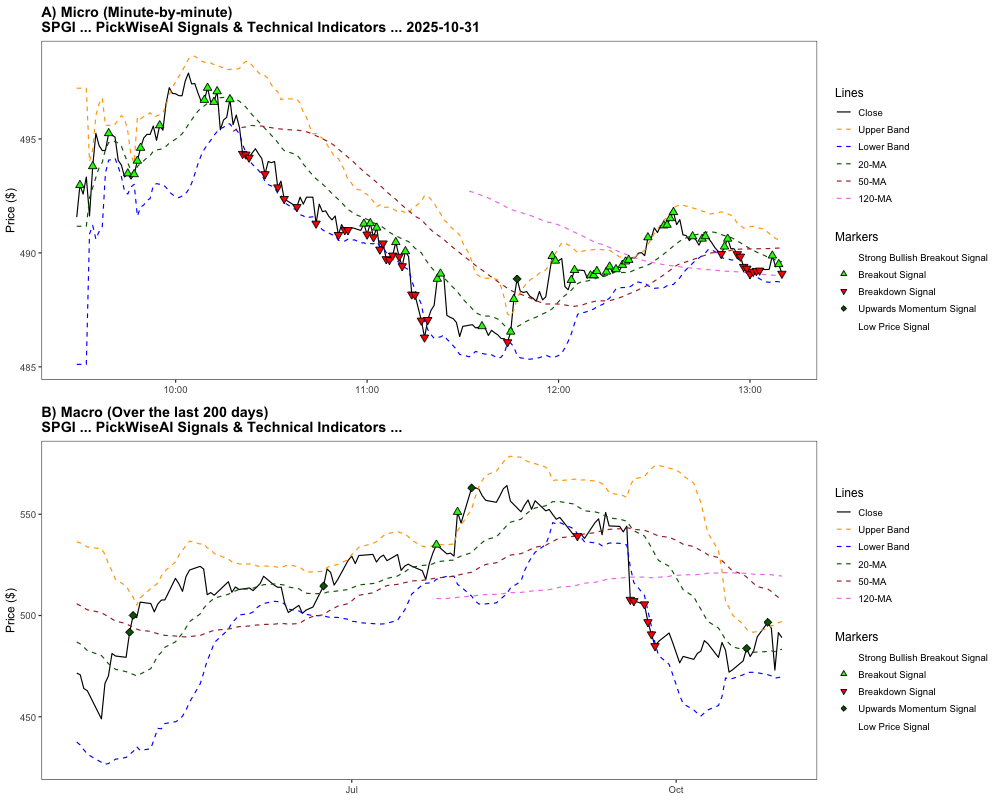 A) Micro (Minute-by-minute)
SPGI ... PickWiseAI Signals & Technical Indicators ... 2025-10-31
Price ($)
495
490
485
10:00
11:00
12:00
13:00
Lines
Close
Upper Band
Lower Band
20-MA
50-MA
120-MA
Markers
Strong Bullish Breakout Signal
Breakout Signal
Breakdown Signal
Upwards Momentum Signal
Low Price Signal
B) Macro (Over the last 200 days)
SPGI ... PickWiseAI Signals & Technical Indicators ...
Price ($)
550
500
450
Jul
Oct
Lines
Close
Upper Band
Lower Band
20-MA
50-MA
120-MA
Markers
Strong Bullish Breakout Signal
Breakout Signal
Breakdown Signal
Upwards Momentum Signal
Low Price Signal